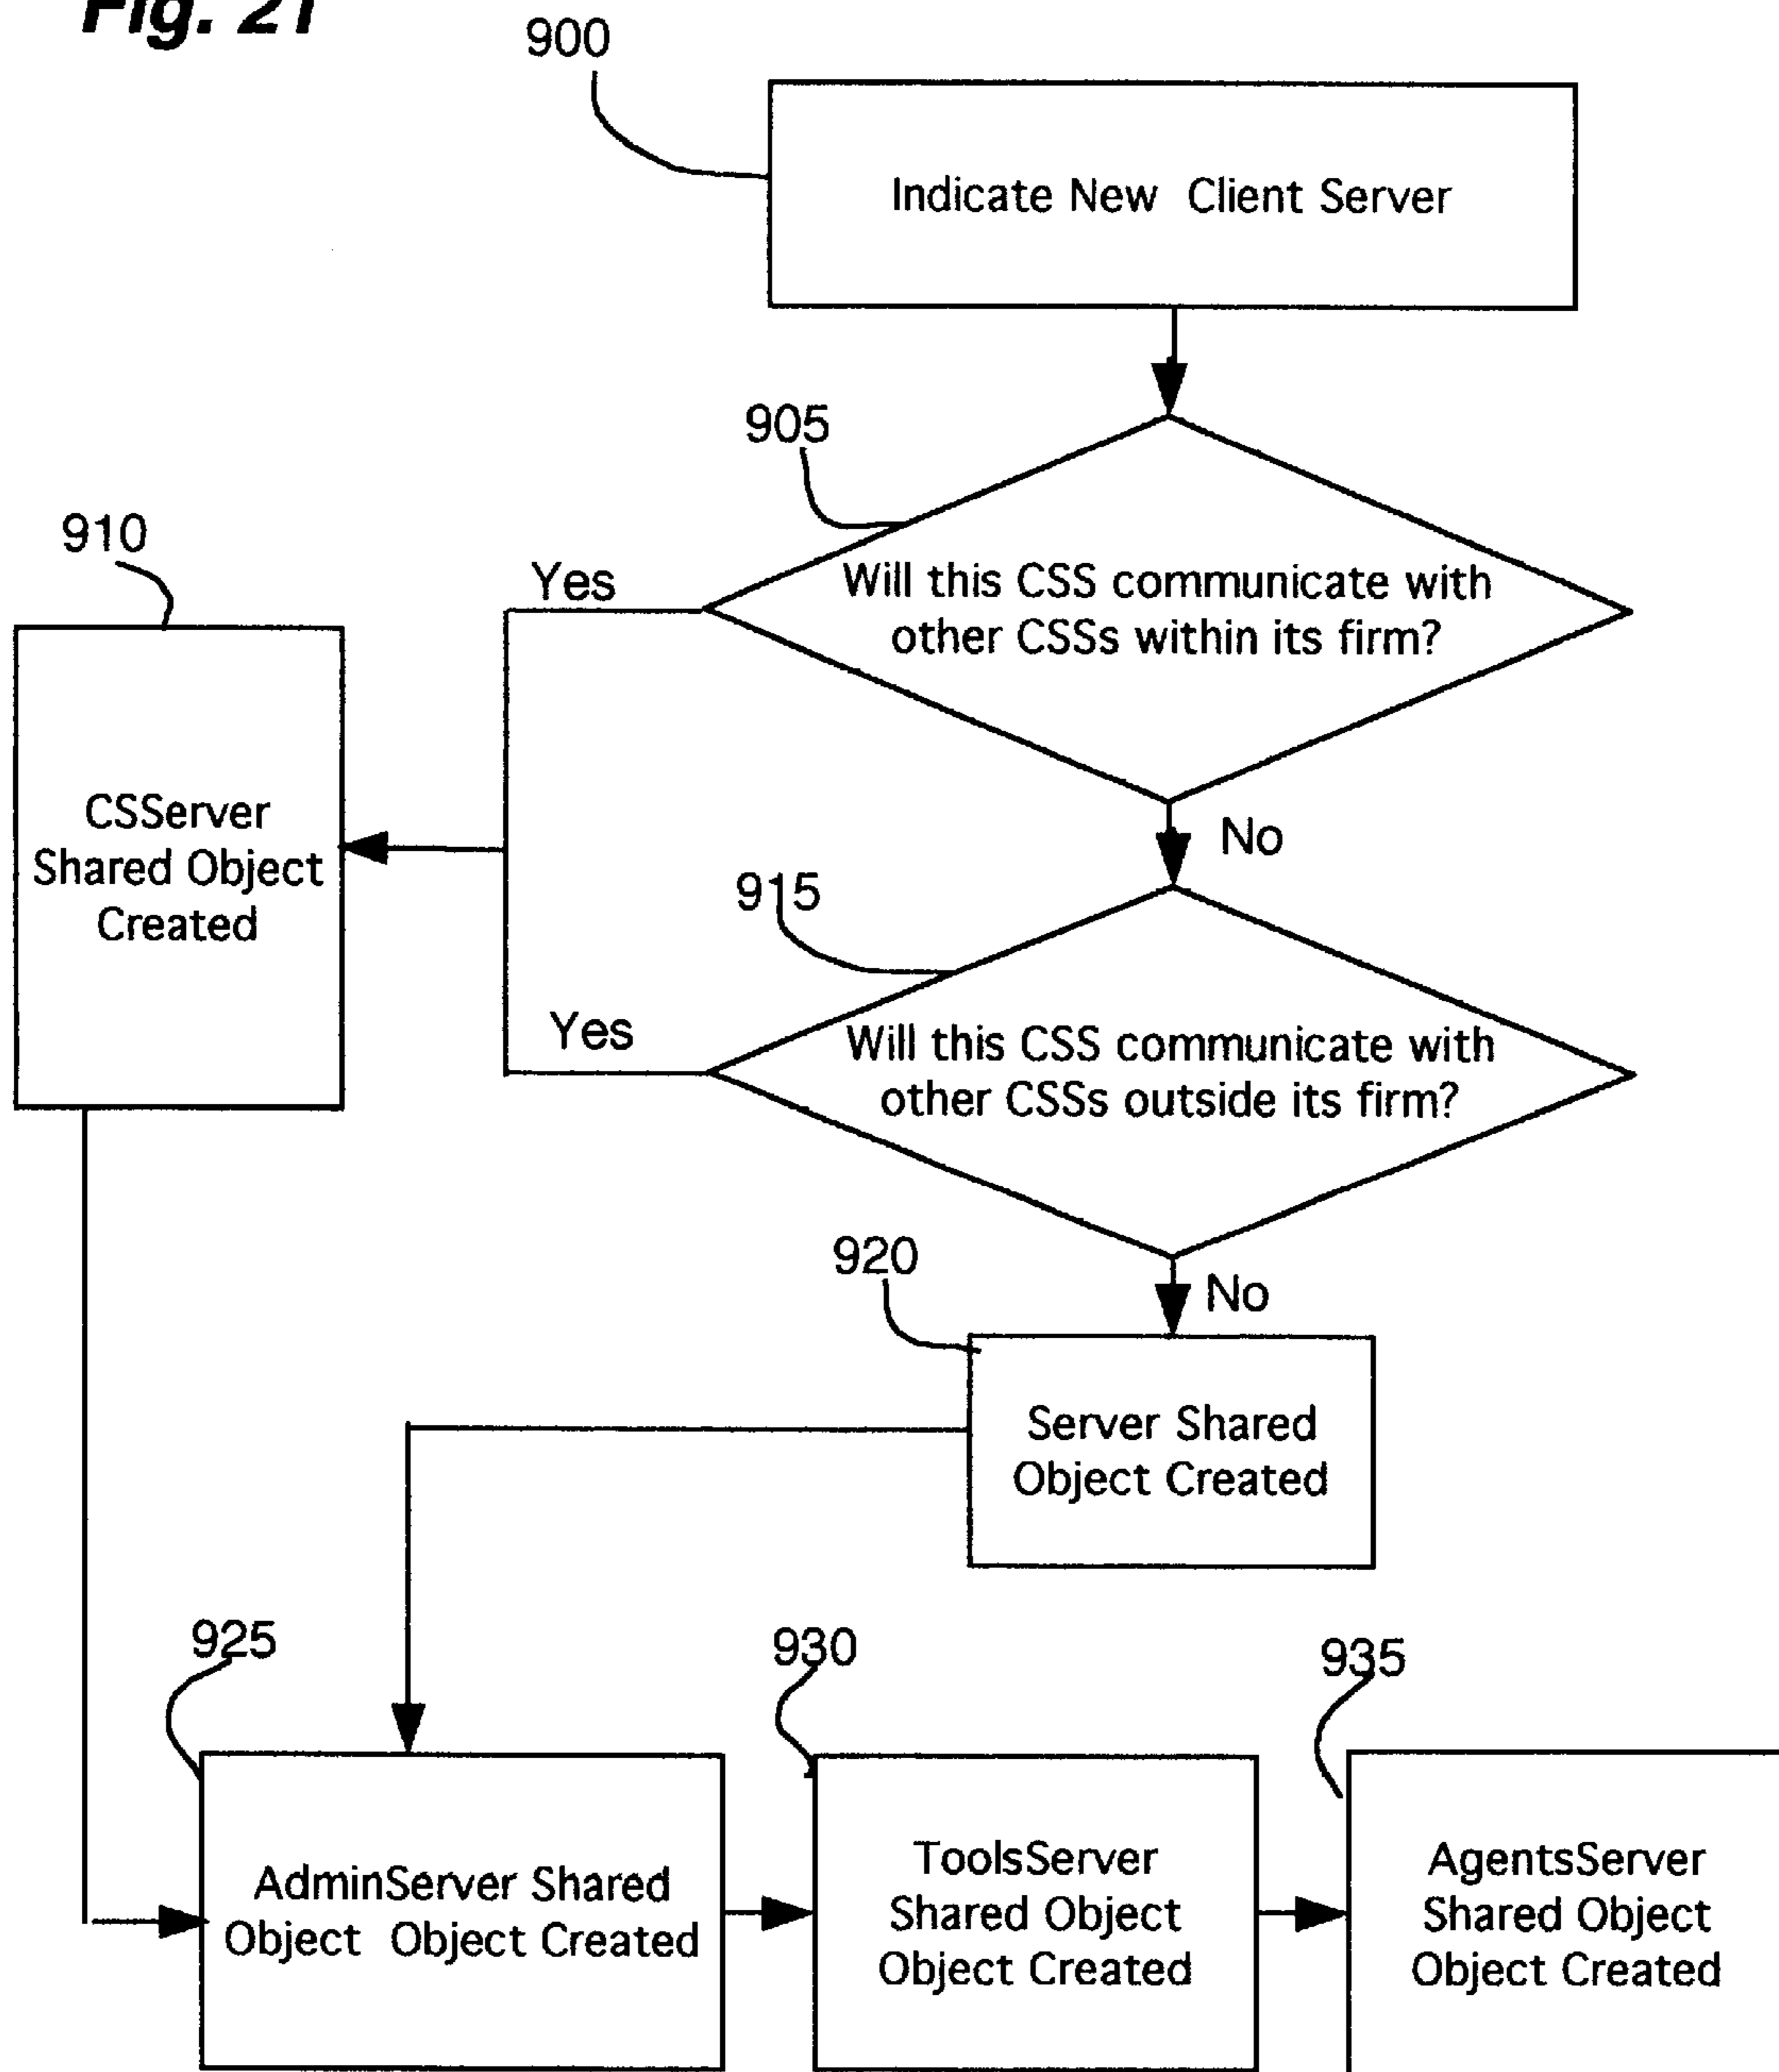 Fig. 21
900
Indicate New Client Server
905
Will this CSS communicate with
other CSSs within its firm?
Yes
910
CSServer
Shared Object
Created
No
915
Will this CSS communicate with
other CSSs outside its firm?
Yes
920
No
Server Shared
Object Created
925
930
935
AdminServer Shared
Object Object Created
ToolsServer
Shared Object
Object Created
AgentsServer
Shared Object
Object Created